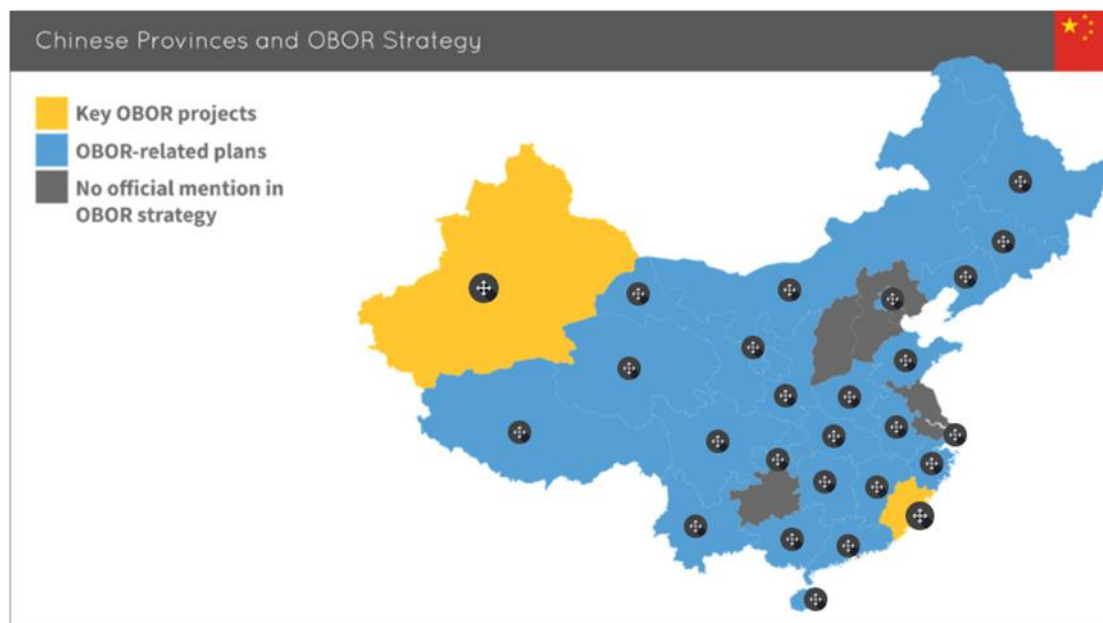 Chinese Provinces and OBOR Strategy
Key OBOR projects
OBOR-related plans
No official mention in
OBOR strategy